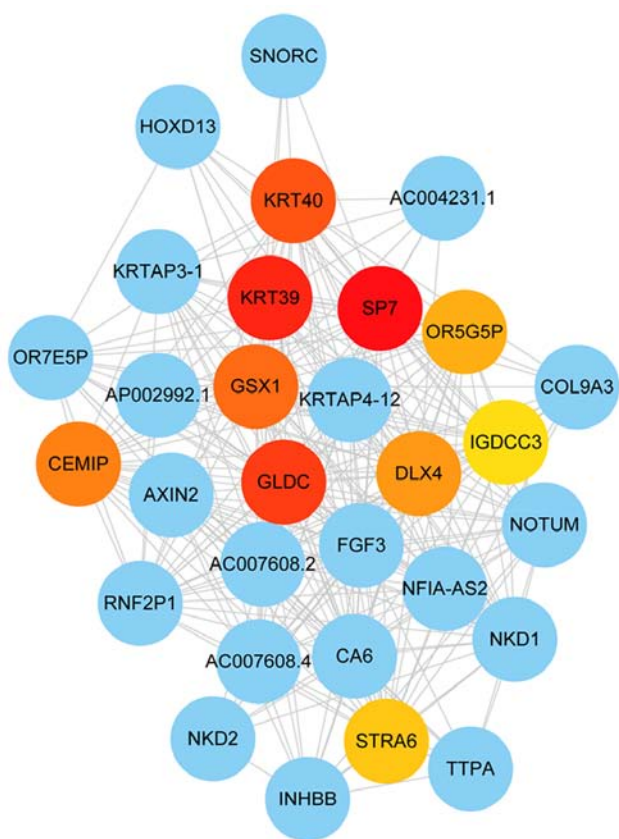 SNORC
HOXD13
KRT40
AC004231.1
KRTAP3-1
KRT39
SP7
OR5G5P
OR7E5P
AP002992.1
GSX1
KRTAP4-12
COL9A3
IGDCC3
CEMIP
GLDC
DLX4
AXIN2
NOTUM
AC007608.2
FGF3
NFIA-AS2
RNF2P1
NKD1
AC007608.4
CA6
NKD2
STRA6
TTPA
INHBB